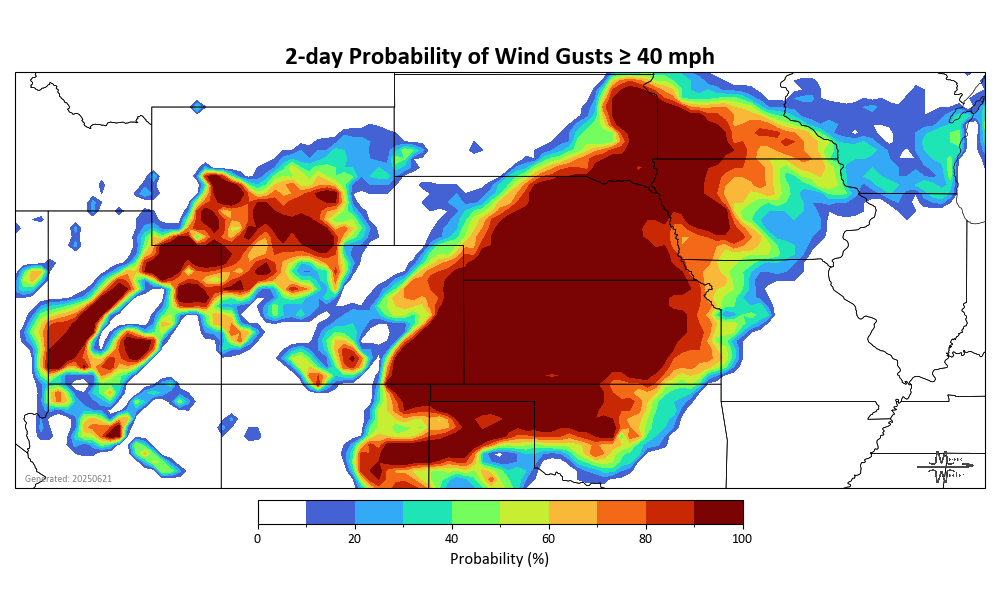 2-day Probability of Wind Gusts ≥ 40 mph
Generated: 20250621
0 20 40 60 80 100
Probability (%)